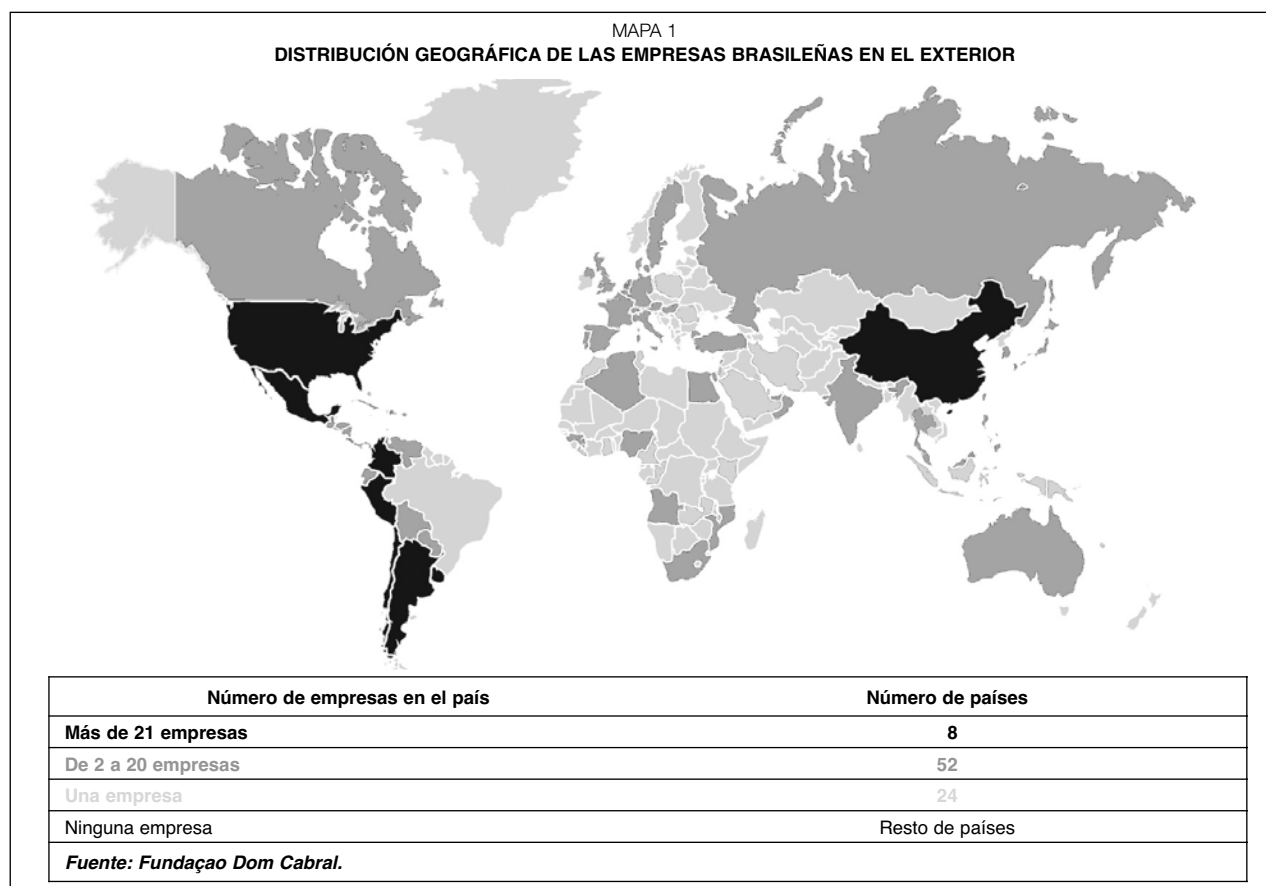 MAPA 1
DISTRIBUCIÓN GEOGRÁFICA DE LAS EMPRESAS BRASILEÑAS EN EL EXTERIOR
Número de empresas en el país Número de países
Más de 21 empresas 8
De 2 a 20 empresas 52
Una empresa 24
Ninguna empresa Resto de países
Fuente: Fundaçao Dom Cabral.